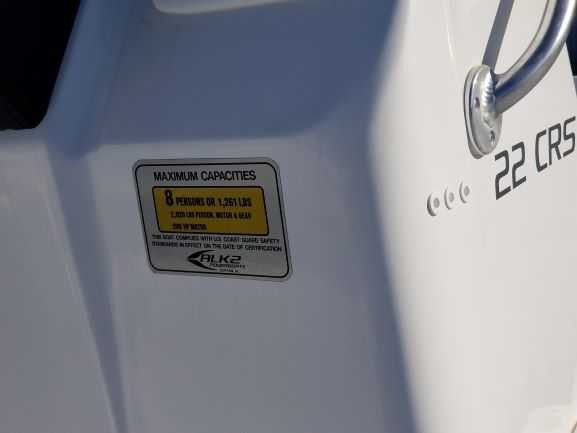 MAXIMUM CAPACITIES
8 PERSONS OR 1,261 LBS
2,020 LBS PERSON, MOTOR & GEAR
200 HP MOTOR
THIS BOAT COMPLIES WITH U.S. COAST GUARD SAFETY
STANDARDS IN EFFECT ON THE DATE OF CERTIFICATION
ALK2
POWERBOATS
22 CRS